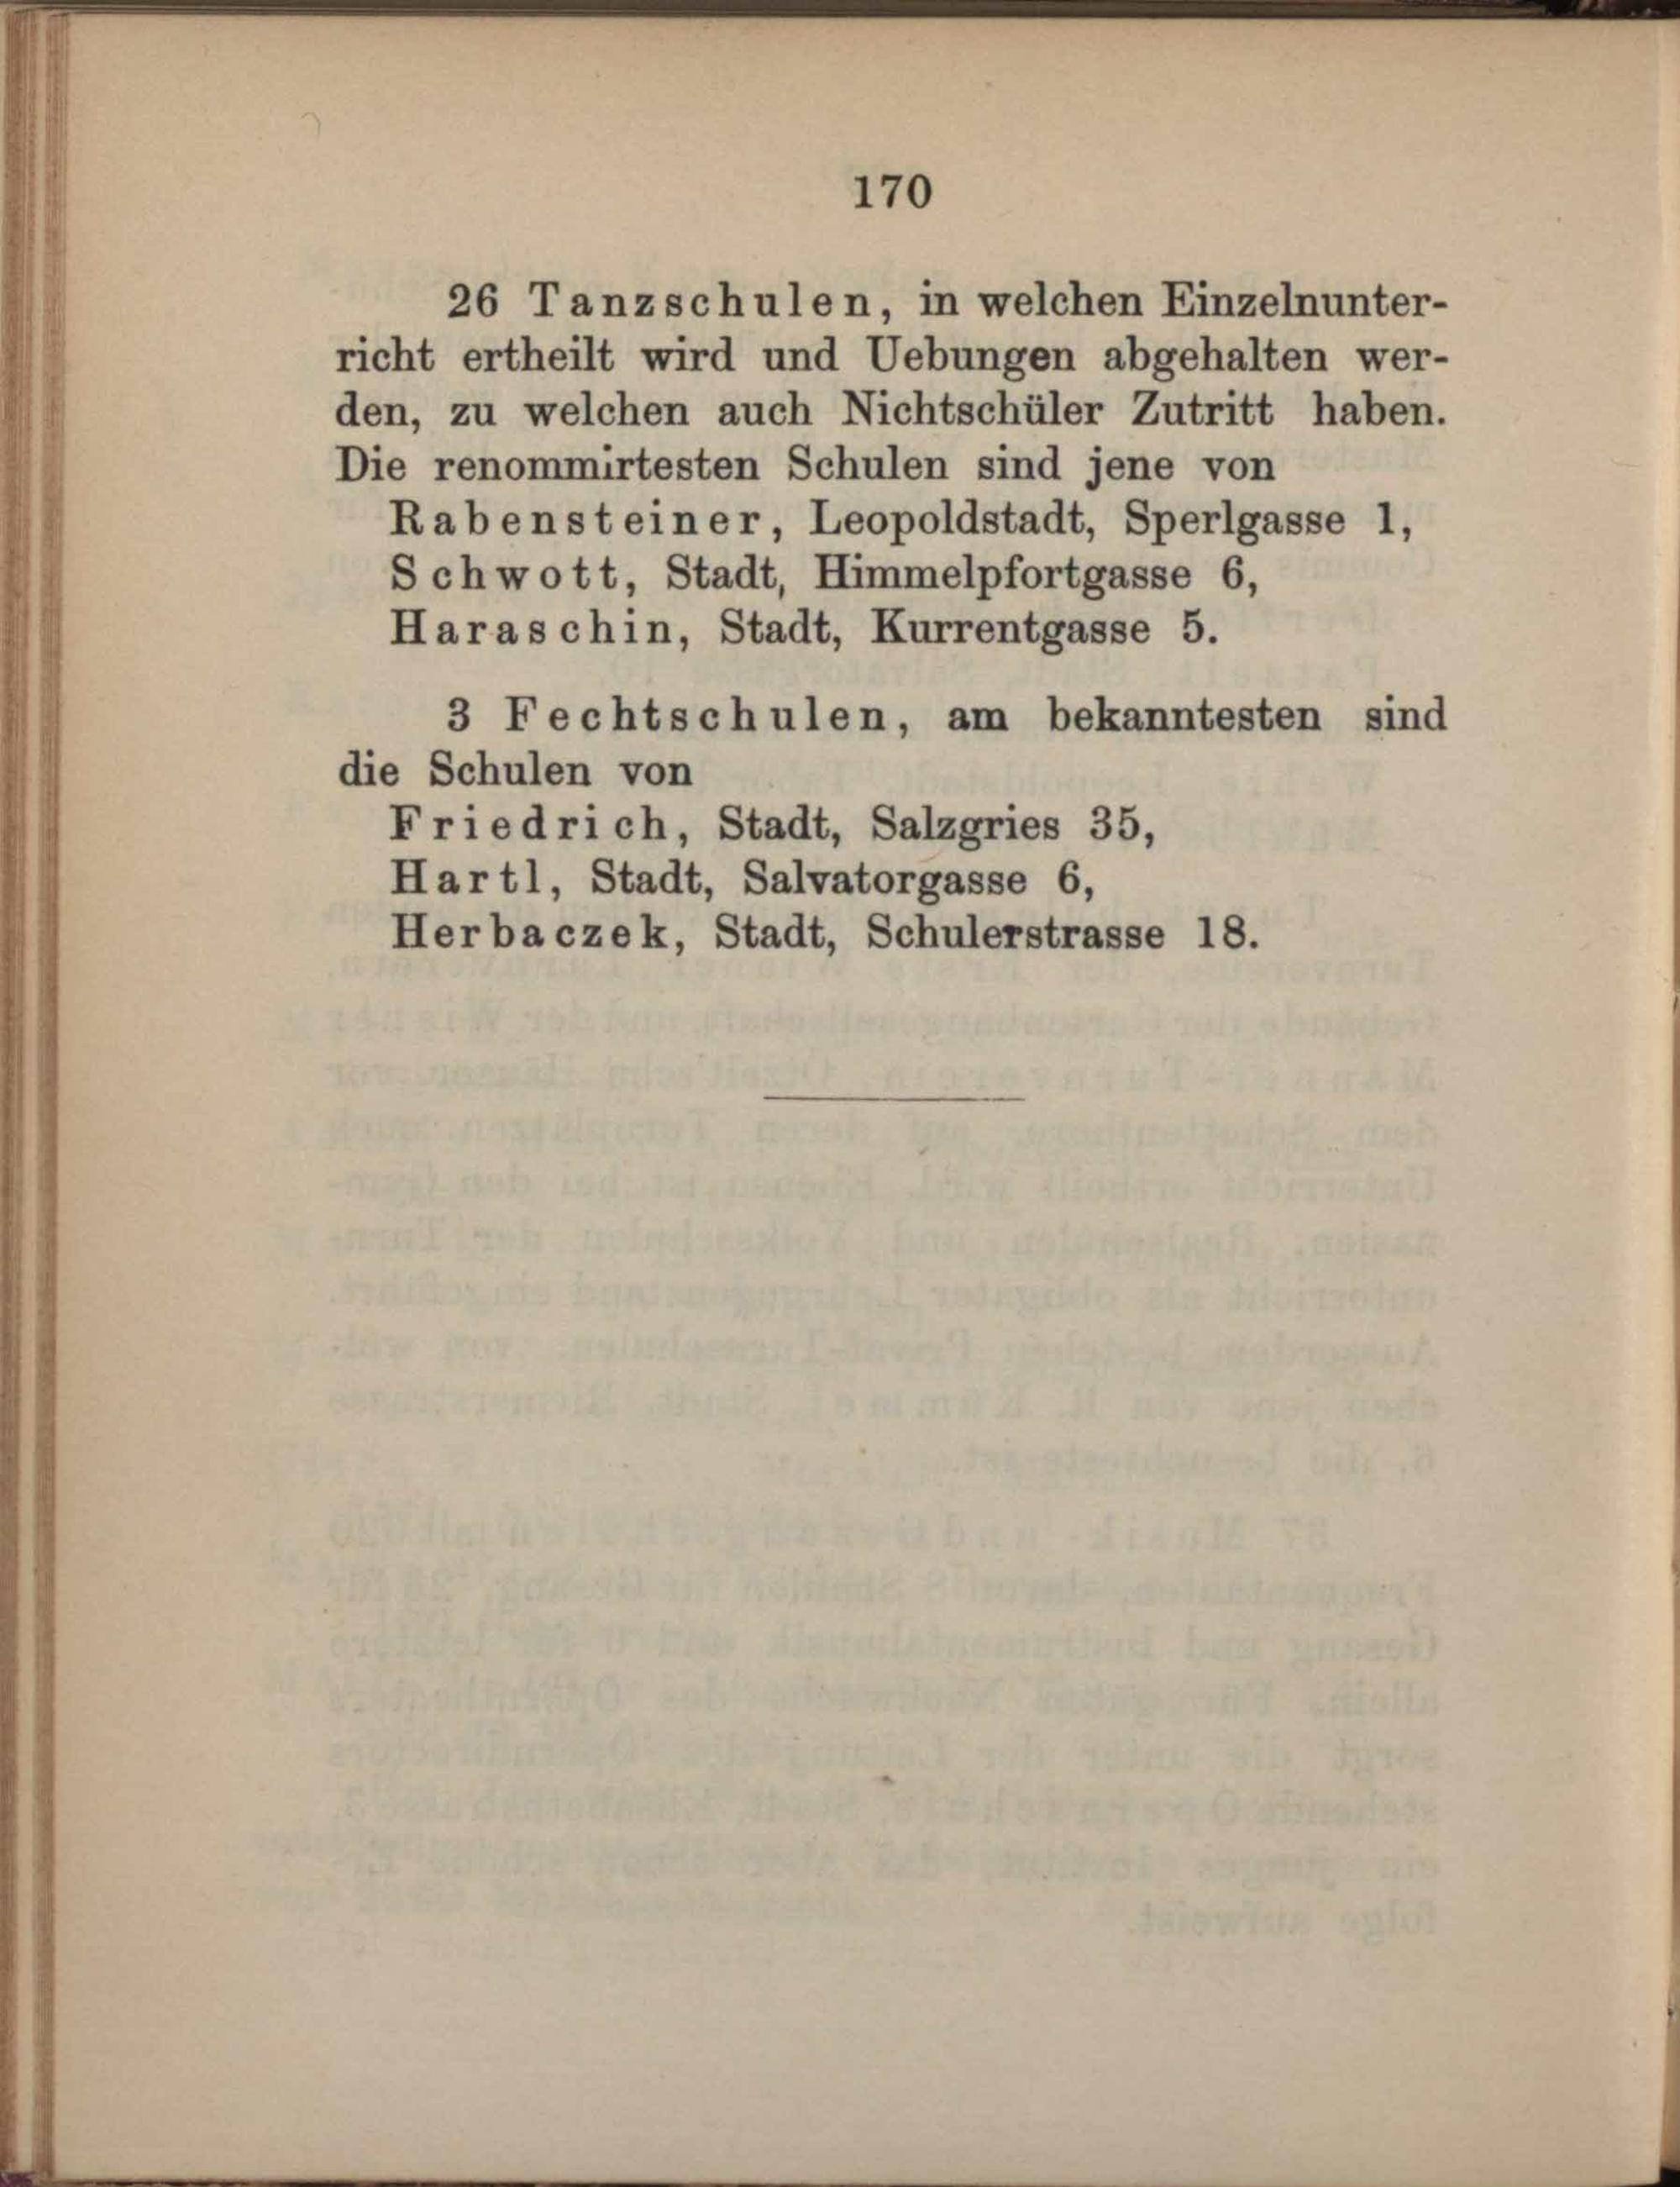 170
26 Tanzschulen, in welchen Einzelnunter-
richt ertheilt wird und Uebungen abgehalten wer-
den, zu welchen auch Nichtschüler Zutritt haben.
Die renommirtesten Schulen sind jene von
Rabensteiner, Leopoldstadt, Sperlgasse 1,
Schwott, Stadt, Himmelpfortgasse 6,
Haraschin, Stadt, Kurrentgasse 5.
3 Fechtschulen, am bekanntesten sind
die Schulen von
Friedrich, Stadt, Salzgries 35,
Hartl, Stadt, Salvatorgasse 6,
Herbaczek, Stadt, Schulerstrasse 18.